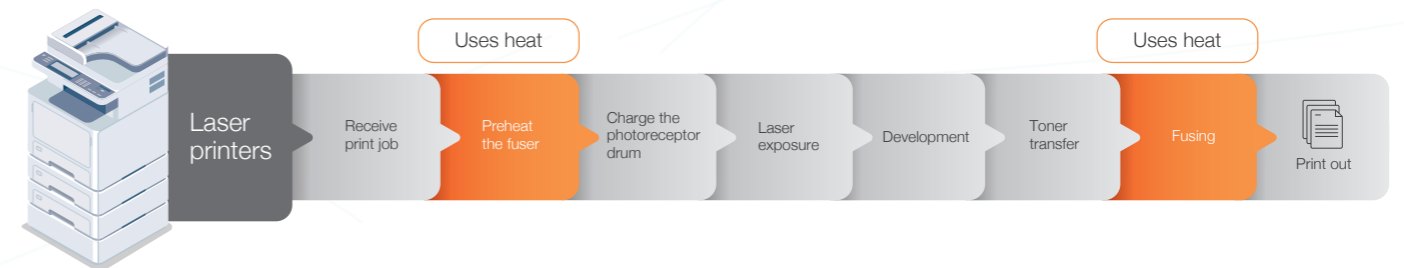 Uses heat
Uses heat
Laser
printers
Receive
print job
Preheat
the fuser
Charge the
photoreceptor
drum
Laser
exposure
Development
Toner
transfer
Fusing
Print out